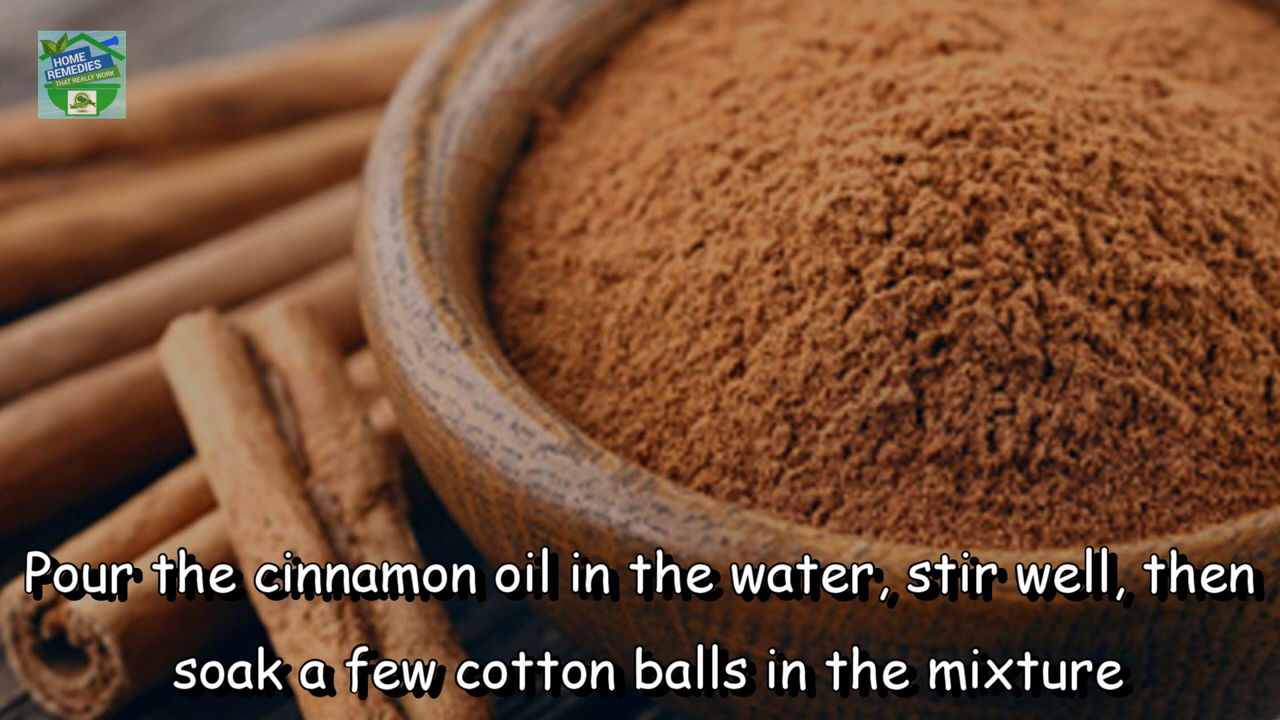 HOME
REMEDIES
THAT REALLY WORK
Pour the cinnamon oil in the water, stir well, then
soak a few cotton balls in the mixture